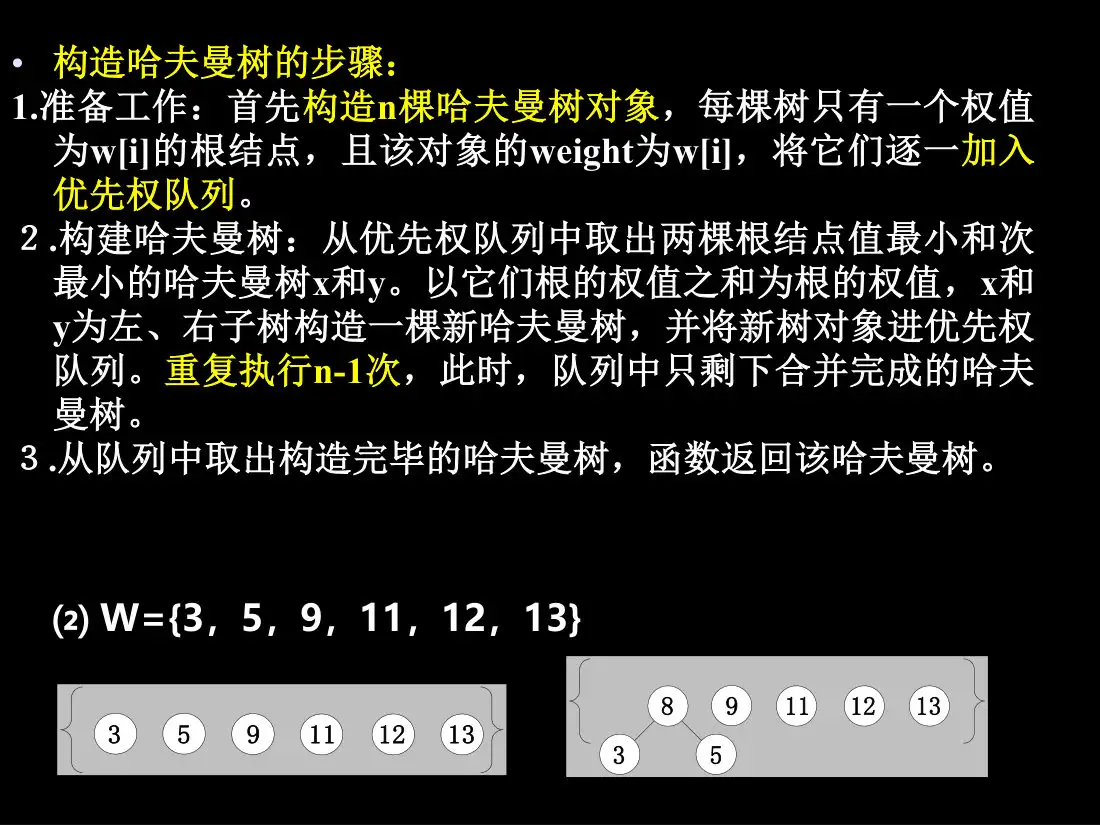 • 构造哈夫曼树的步骤：
1.准备工作：首先构造n棵哈夫曼树对象，每棵树只有一个权值
为w[i]的根结点，且该对象的weight为w[i]，将它们逐一加入
优先权队列。
２.构建哈夫曼树：从优先权队列中取出两棵根结点值最小和次
最小的哈夫曼树x和y。以它们根的权值之和为根的权值，x和
y为左、右子树构造一棵新哈夫曼树，并将新树对象进优先权
队列。重复执行n-1次，此时，队列中只剩下合并完成的哈夫
曼树。
３.从队列中取出构造完毕的哈夫曼树，函数返回该哈夫曼树。
⑵ W={3，5，9，11，12，13}
3 5 9 11 12 13
8 9 11 12 13
3 5